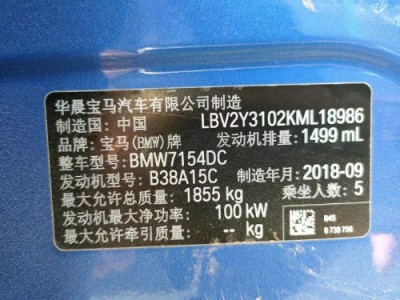 华晨宝马汽车有限公司制造
制造国：中国 LBV2Y3102KML18986
品牌：宝马(BMW)牌 发动机排量：1499 mL
整车型号：BMW7154DC
发动机型号：B38A15C 制造年月：2018-09
最大允许总质量：1855 kg 乘坐人数：5
发动机最大净功率：100 kW
最大允许牵引质量：-- kg
B45
0 738 756